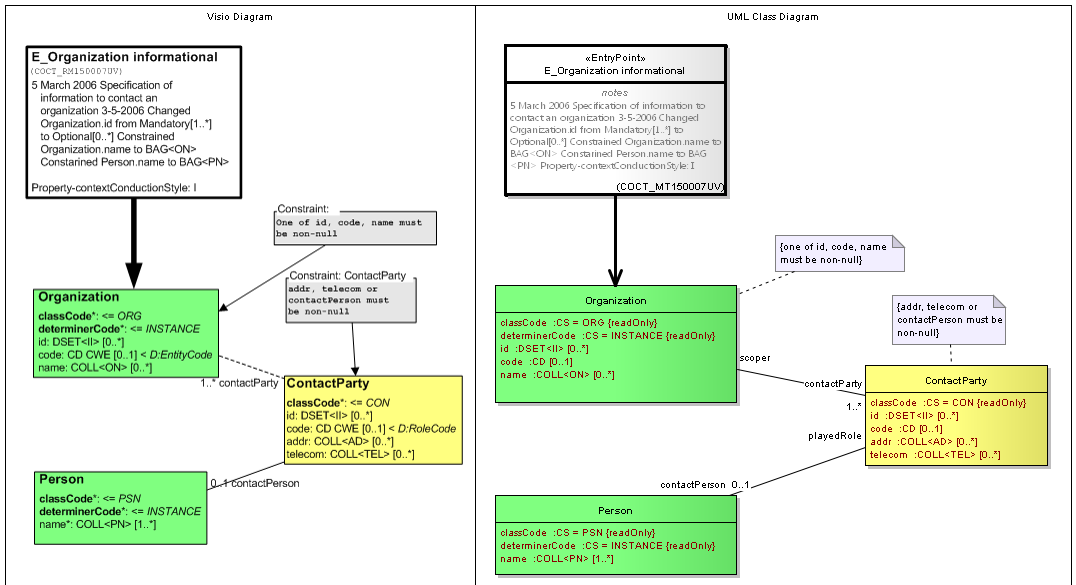 Visio Diagram
E_Organization informational
(COCT_RM150007UV)
5 March 2006 Specification of
information to contact an
organization 3-5-2006 Changed
Organization.id from Mandatory[1..*]
to Optional[0..*] Constrained
Organization.name to BAG<ON>
Constarined Person.name to BAG<PN>
Property-contextConductionStyle: I
Constraint:
One of id, code, name must
be non-null
Constraint: ContactParty
addr, telecom or
contactPerson must
be non-null
Organization
classCode*: <= ORG
determinerCode*: <= INSTANCE
id: DSET<II> [0..*]
code: CD CWE [0..1] < D:EntityCode
name: COLL<ON> [0..*]
1..* contactParty
ContactParty
classCode*: <= CON
id: DSET<II> [0..*]
code: CD CWE [0..1] < D:RoleCode
addr: COLL<AD> [0..*]
telecom: COLL<TEL> [0..*]
0..1 contactPerson
Person
classCode*: <= PSN
determinerCode*: <= INSTANCE
name*: COLL<PN> [1..*]
UML Class Diagram
«EntryPoint»
E_Organization informational
notes
5 March 2006 Specification of information to
contact an organization 3-5-2006 Changed
Organization.id from Mandatory[1..*] to
Optional[0..*] Constrained Organization.name to
BAG<ON> Constarined Person.name to BAG
<PN> Property-contextConductionStyle: I
(COCT_MT150007UV)
{one of id, code, name
must be non-null}
{addr, telecom or
contactPerson must be
non-null}
Organization
classCode :CS = ORG {readOnly}
determinerCode :CS = INSTANCE {readOnly}
id :DSET<II> [0..*]
code :CD [0..1]
name :COLL<ON> [0..*]
scoper
contactParty
1..*
ContactParty
classCode :CS = CON {readOnly}
id :DSET<II> [0..*]
code :CD [0..1]
addr :COLL<AD> [0..*]
telecom :COLL<TEL> [0..*]
playedRole
contactPerson 0..1
Person
classCode :CS = PSN {readOnly}
determinerCode :CS = INSTANCE {readOnly}
name :COLL<PN> [1..*]